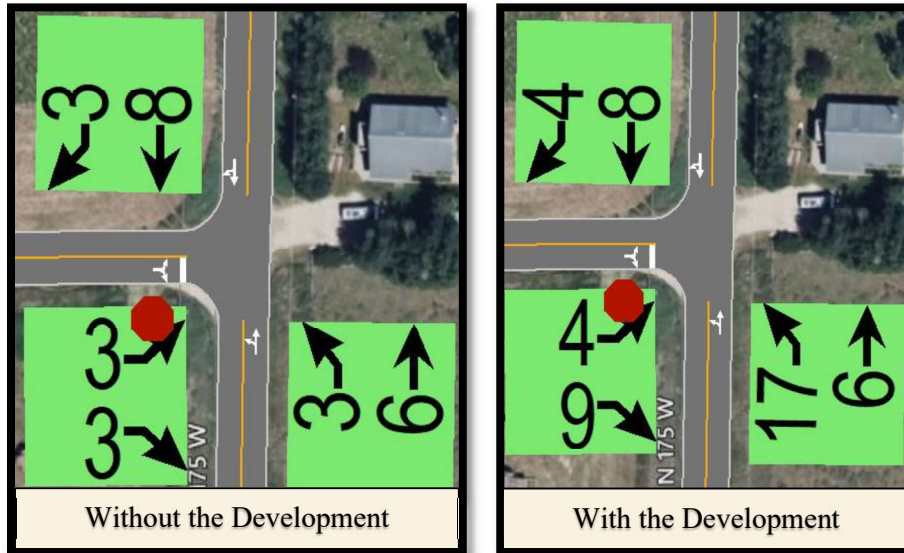 3 8
3
3
3 6
175 W
Without the Development
4 8
4
9
17 6
N 175 W
With the Development